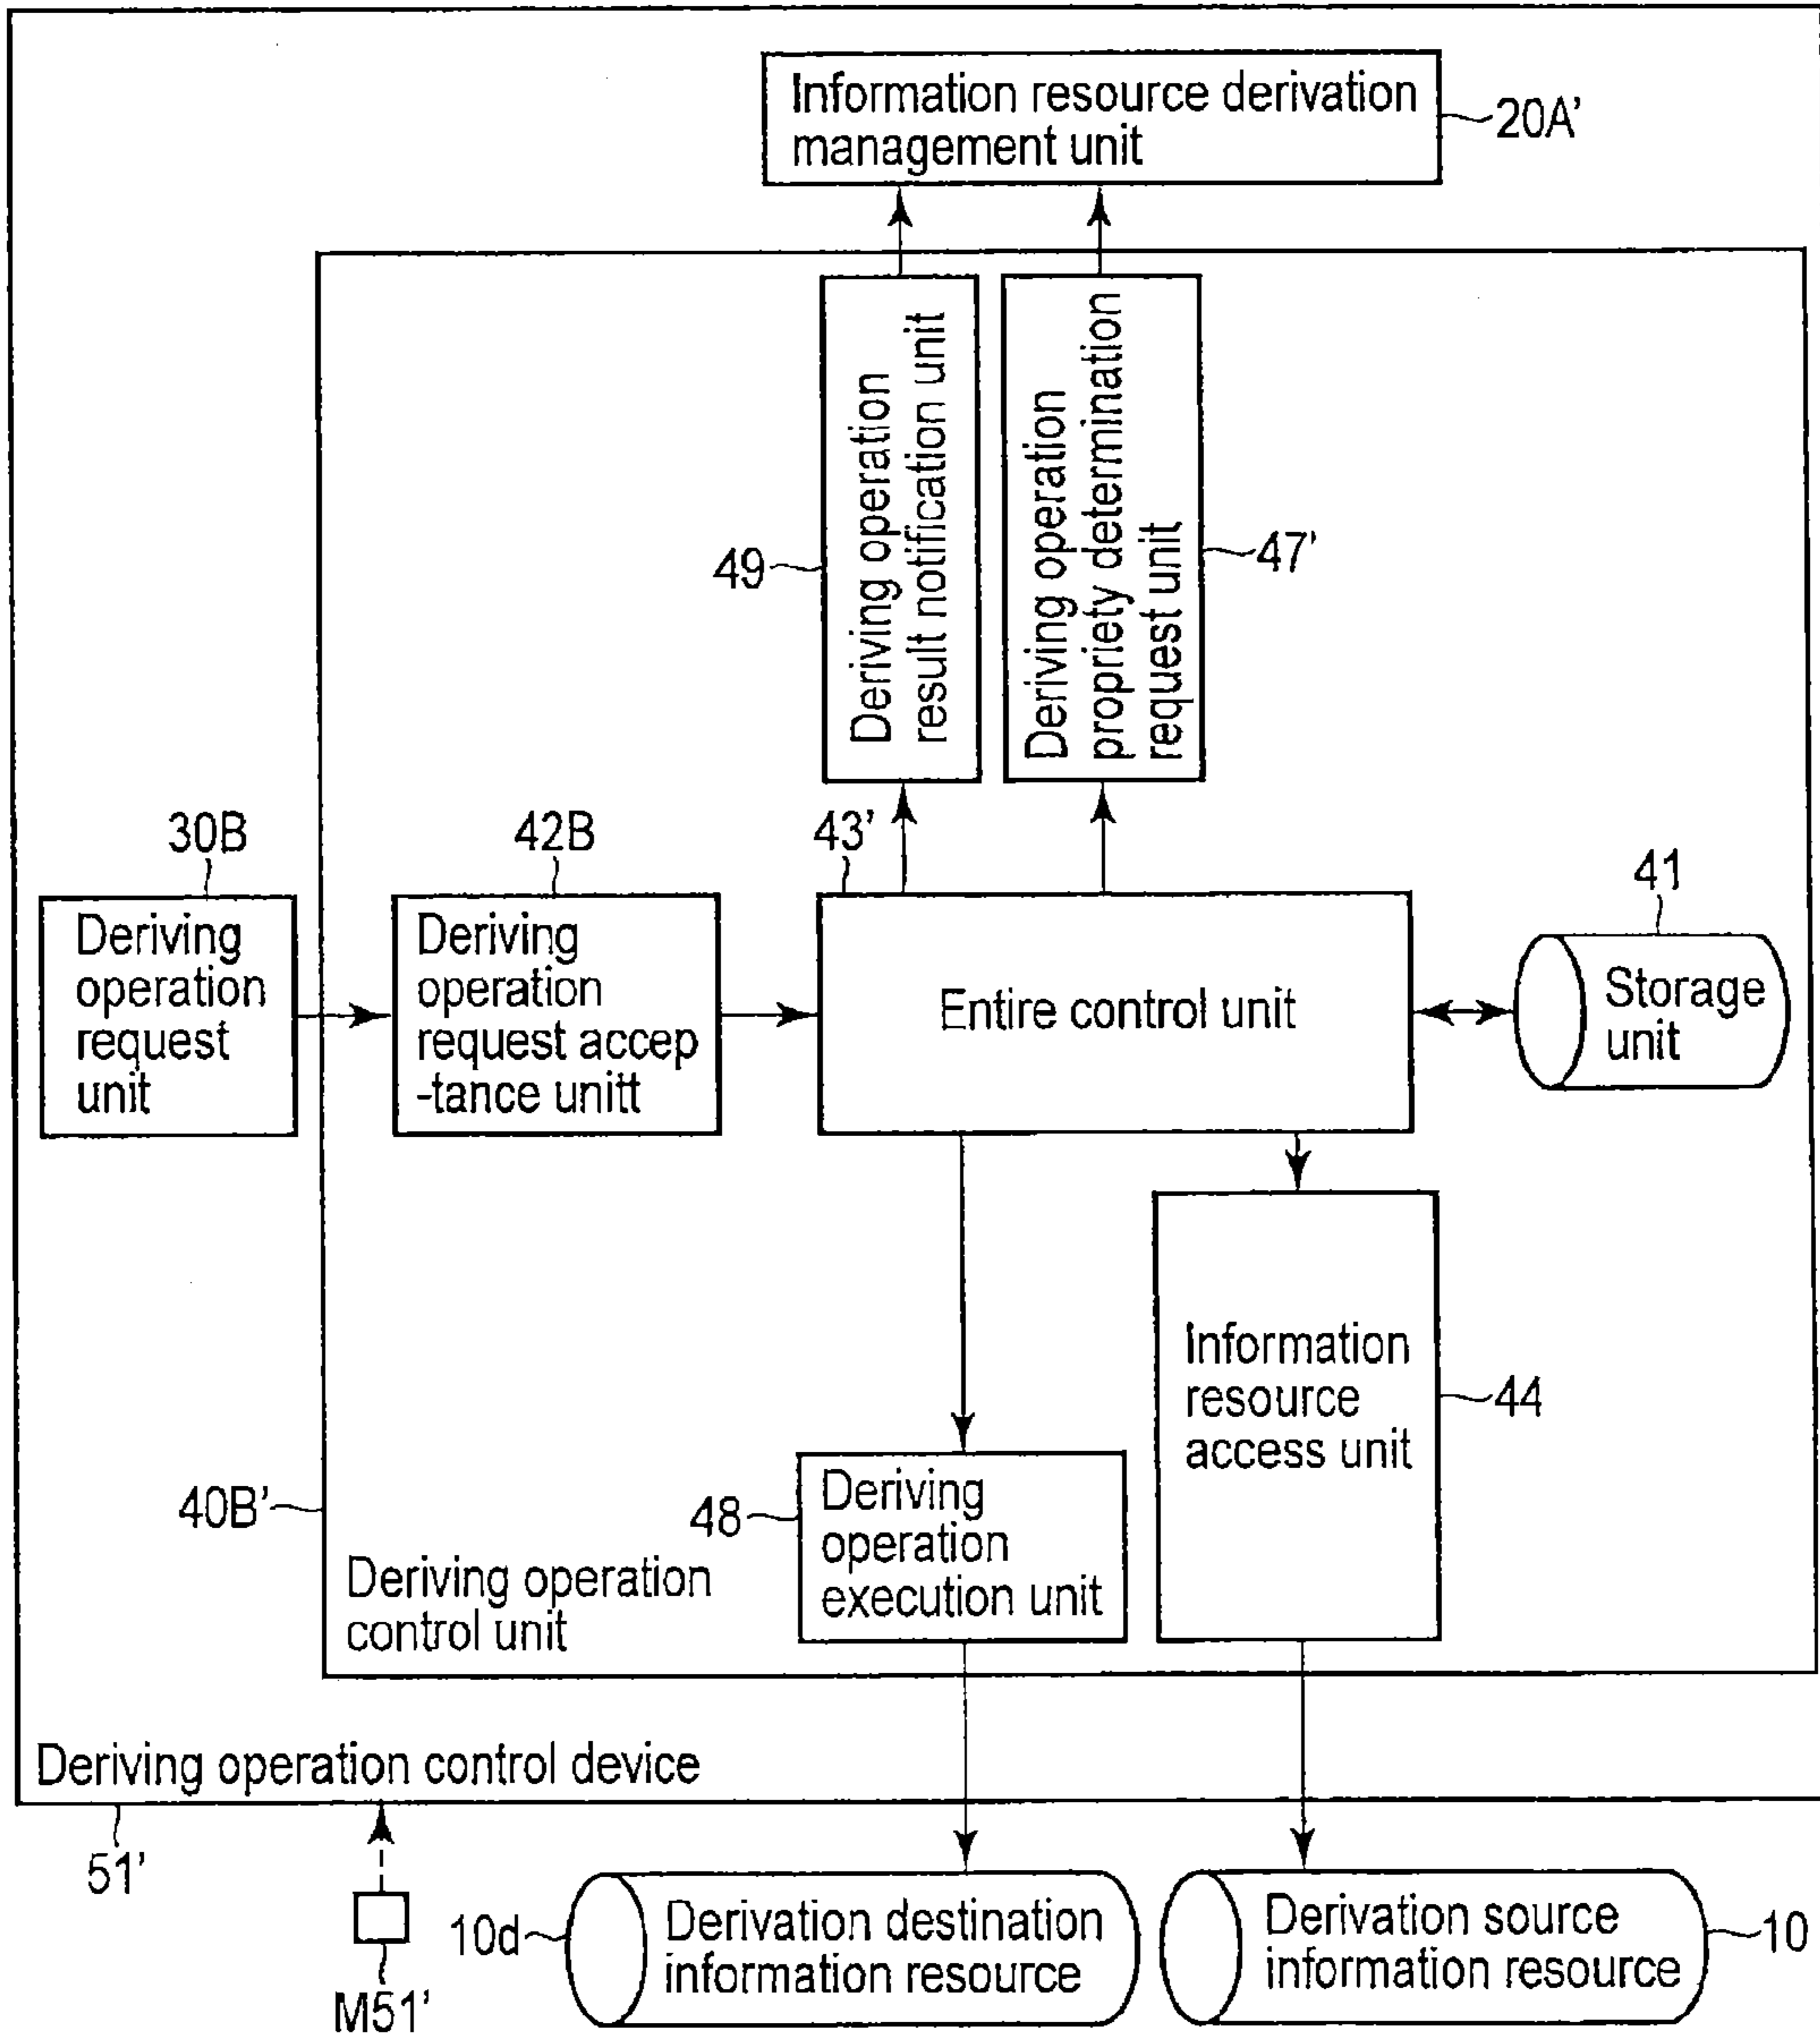 Information resource derivation
management unit
20A'
Deriving operation
result notification unit
49
Deriving operation
propriety determination
request unit
47'
30B
42B
43'
41
Deriving
operation
request
unit
Deriving
operation
request accep
-tance unitt
Entire control unit
Storage
unit
Information
resource
access unit
44
40B'
48
Deriving
operation
execution unit
Deriving operation
control unit
Deriving operation control device
51'
M51'
10d
Derivation destination
information resource
Derivation source
information resource
10